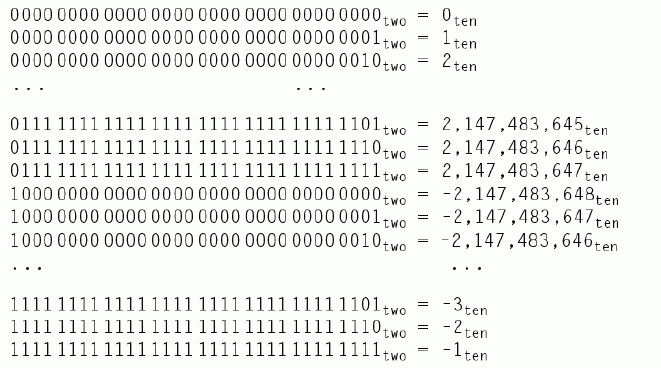 0000 0000 0000 0000 0000 0000 0000 0000two = 0ten
0000 0000 0000 0000 0000 0000 0000 0001two = 1ten
0000 0000 0000 0000 0000 0000 0000 0010two = 2ten
... ...
0111 1111 1111 1111 1111 1111 1111 1101two = 2,147,483,645ten
0111 1111 1111 1111 1111 1111 1111 1110two = 2,147,483,646ten
0111 1111 1111 1111 1111 1111 1111 1111two = 2,147,483,647ten
1000 0000 0000 0000 0000 0000 0000 0000two = -2,147,483,648ten
1000 0000 0000 0000 0000 0000 0000 0001two = -2,147,483,647ten
1000 0000 0000 0000 0000 0000 0000 0010two = -2,147,483,646ten
... ...
1111 1111 1111 1111 1111 1111 1111 1101two = -3ten
1111 1111 1111 1111 1111 1111 1111 1110two = -2ten
1111 1111 1111 1111 1111 1111 1111 1111two = -1ten